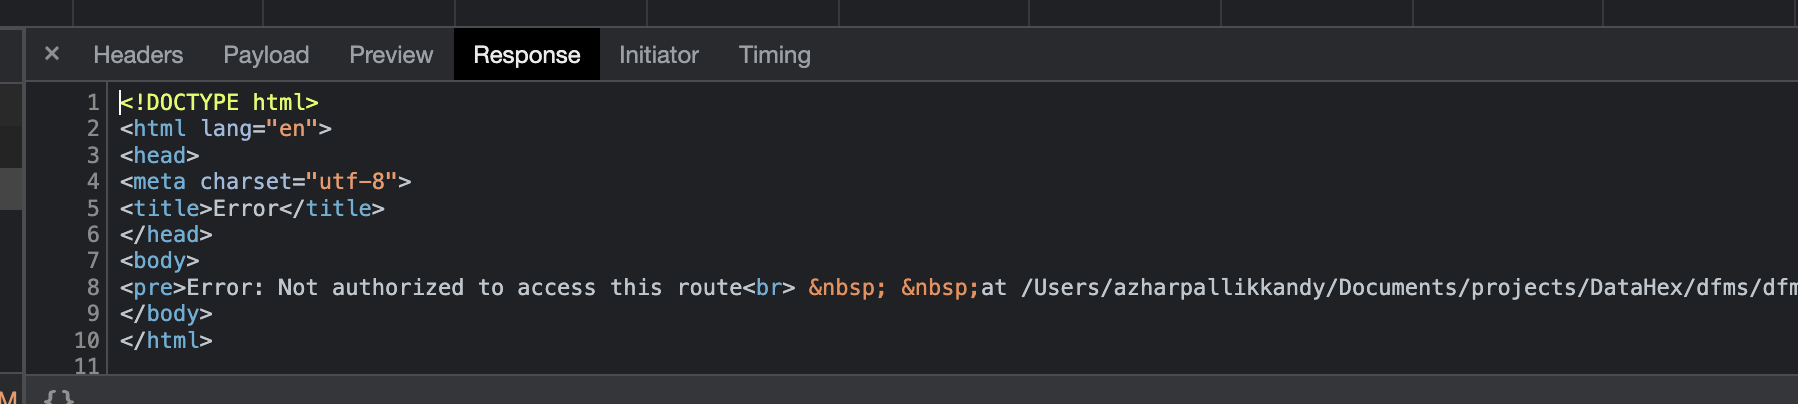 × Headers Payload Preview Response Initiator Timing
1 <!DOCTYPE html>
2 <html lang="en">
3 <head>
4 <meta charset="utf-8">
5 <title>Error</title>
6 </head>
7 <body>
8 <pre>Error: Not authorized to access this route<br> &nbsp; &nbsp;at /Users/azharpallikkandy/Documents/projects/DataHex/dfms/dfm
9 </body>
10 </html>
11
M {}